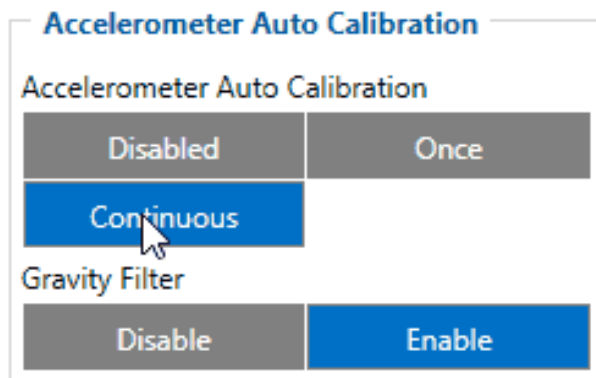 Accelerometer Auto Calibration
Accelerometer Auto Calibration
Disabled Once
Continuous
Gravity Filter
Disable Enable